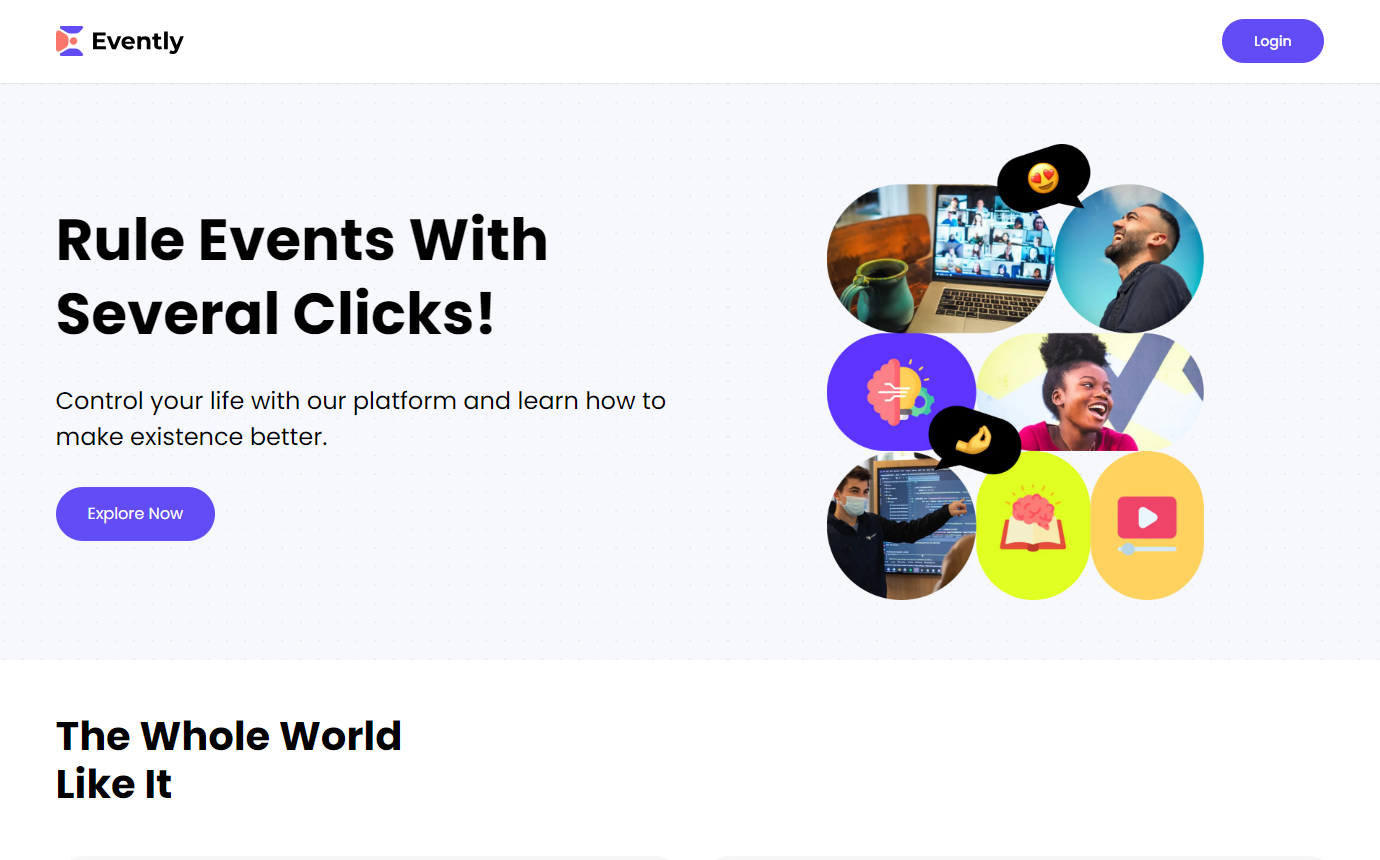 Evently
Login
Rule Events With
Several Clicks!
Control your life with our platform and learn how to
make existence better.
Explore Now
The Whole World
Like It